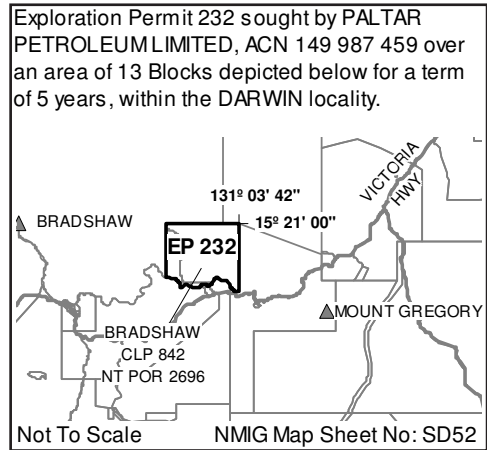 Exploration Permit 232 sought by PALTAR
PETROLEUM LIMITED, ACN 149 987 459 over
an area of 13 Blocks depicted below for a term
of 5 years, within the DARWIN locality.
VICTORIA
HWY
131º 03' 42"
15º 21' 00"
BRADSHAW
EP 232
MOUNT GREGORY
BRADSHAW
CLP 842
NT POR 2696
Not To Scale
NMIG Map Sheet No: SD52